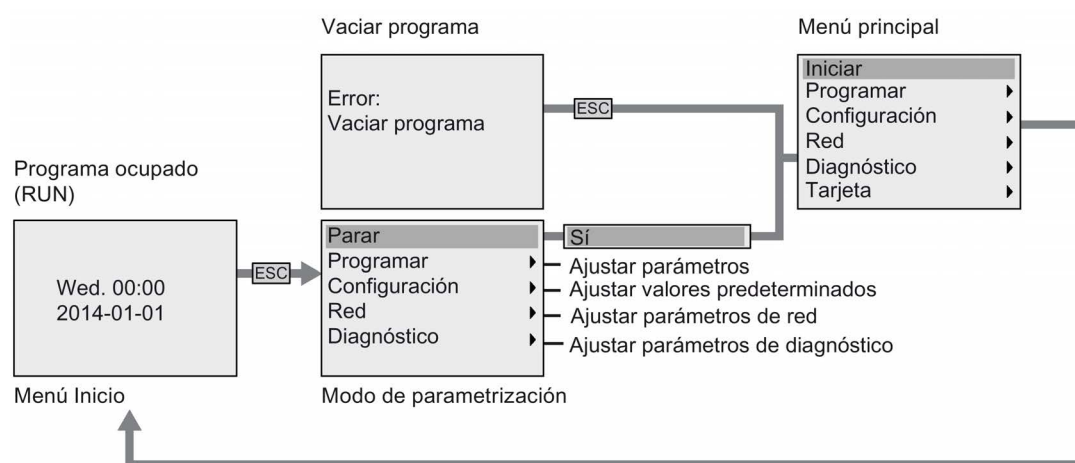 Vaciar programa
Menú principal
Error:
Vaciar programa
ESC
Iniciar
Programar
Configuración
Red
Diagnóstico
Tarjeta
Programa ocupado
(RUN)
Wed. 00:00
2014-01-01
ESC
Parar
Programar
Configuración
Red
Diagnóstico
Sí
Ajustar parámetros
Ajustar valores predeterminados
Ajustar parámetros de red
Ajustar parámetros de diagnóstico
Menú Inicio
Modo de parametrización